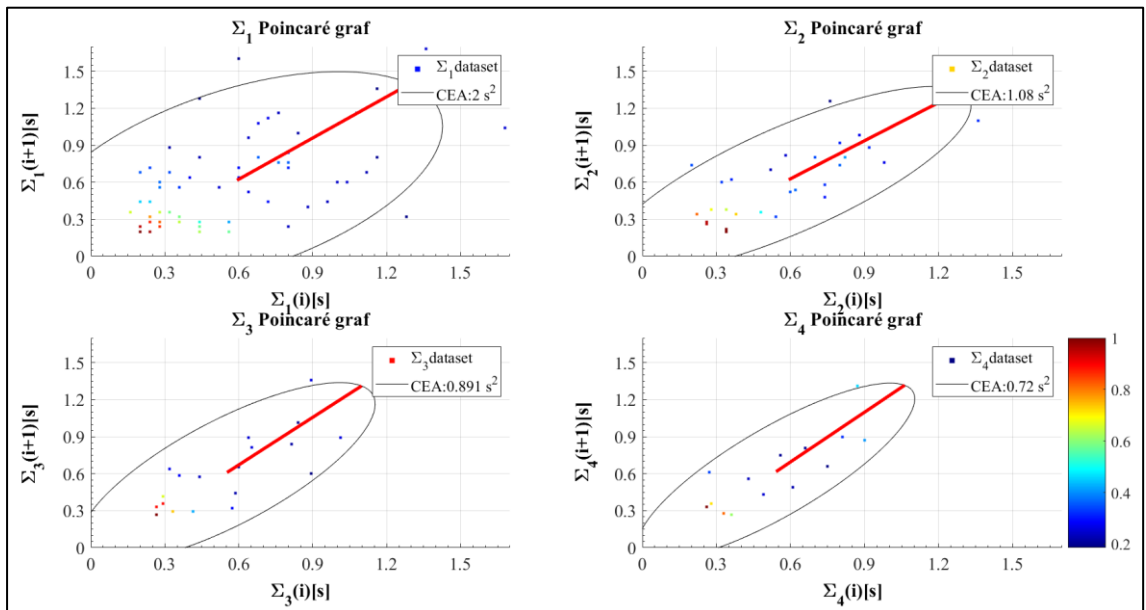 Σ₁ Poincaré graf
Σ₁(i+1)[s]
1.5
1.2
0.9
0.6
0.3
0
Σ₁dataset
CEA:2 s²
0 0.3 0.6 0.9 1.2 1.5
Σ₁(i)[s]
Σ₂ Poincaré graf
Σ₂(i+1)[s]
1.5
1.2
0.9
0.6
0.3
0
Σ₂dataset
CEA:1.08 s²
0 0.3 0.6 0.9 1.2 1.5
Σ₂(i)[s]
Σ₃ Poincaré graf
Σ₃(i+1)[s]
1.5
1.2
0.9
0.6
0.3
0
Σ₃dataset
CEA:0.891 s²
0 0.3 0.6 0.9 1.2 1.5
Σ₃(i)[s]
Σ₄ Poincaré graf
Σ₄(i+1)[s]
1.5
1.2
0.9
0.6
0.3
0
Σ₄dataset
CEA:0.72 s²
0 0.3 0.6 0.9 1.2 1.5
Σ₄(i)[s]
1
0.8
0.6
0.4
0.2